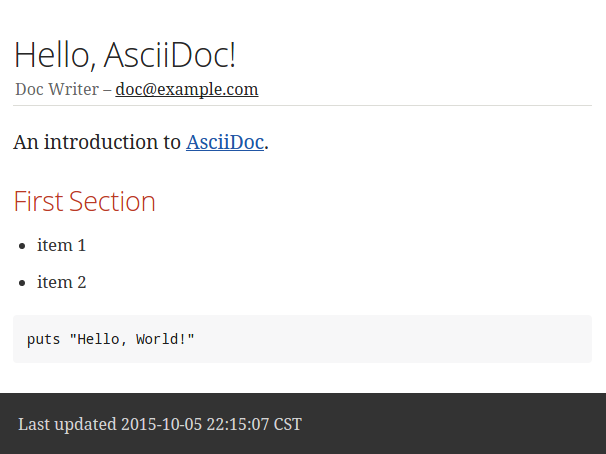 Hello, AsciiDoc!
Doc Writer – doc@example.com
An introduction to AsciiDoc.
First Section
• item 1
• item 2
puts "Hello, World!"
Last updated 2015-10-05 22:15:07 CST